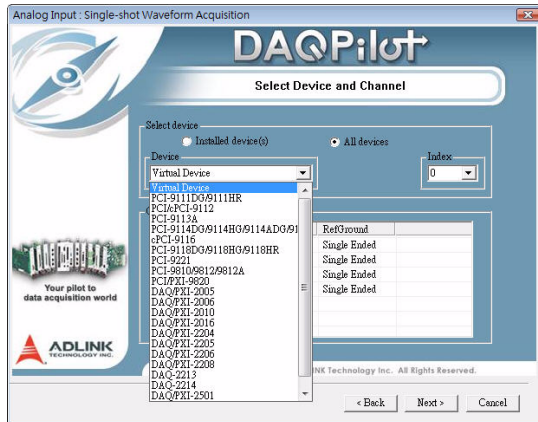 Analog Input : Single-shot Waveform Acquisition
DAQPilot
Select Device and Channel
Select device
Installed device(s)
All devices
Device
Index
Virtual Device
0
Virtual Device
PCI-9111DG/9111HR
PCI/cPCI-9112
PCI-9113A
PCI-9114DG/9114HG/9114ADG/91
cPCI-9116
PCI-9118DG/9118HG/9118HR
PCI-9221
PCI-9810/9812/9812A
PCI/PXI-9820
DAQ/PXI-2005
DAQ/PXI-2006
DAQ/PXI-2010
DAQ/PXI-2016
DAQ/PXI-2204
DAQ/PXI-2205
DAQ/PXI-2206
DAQ/PXI-2208
DAQ-2213
DAQ-2214
DAQ/PXI-2501
RefGround
Single Ended
Single Ended
Single Ended
Single Ended
Your pilot to
data acquisition world
ADLINK
TECHNOLOGY INC.
NK Technology Inc. All Rights Reserved.
< Back
Next >
Cancel